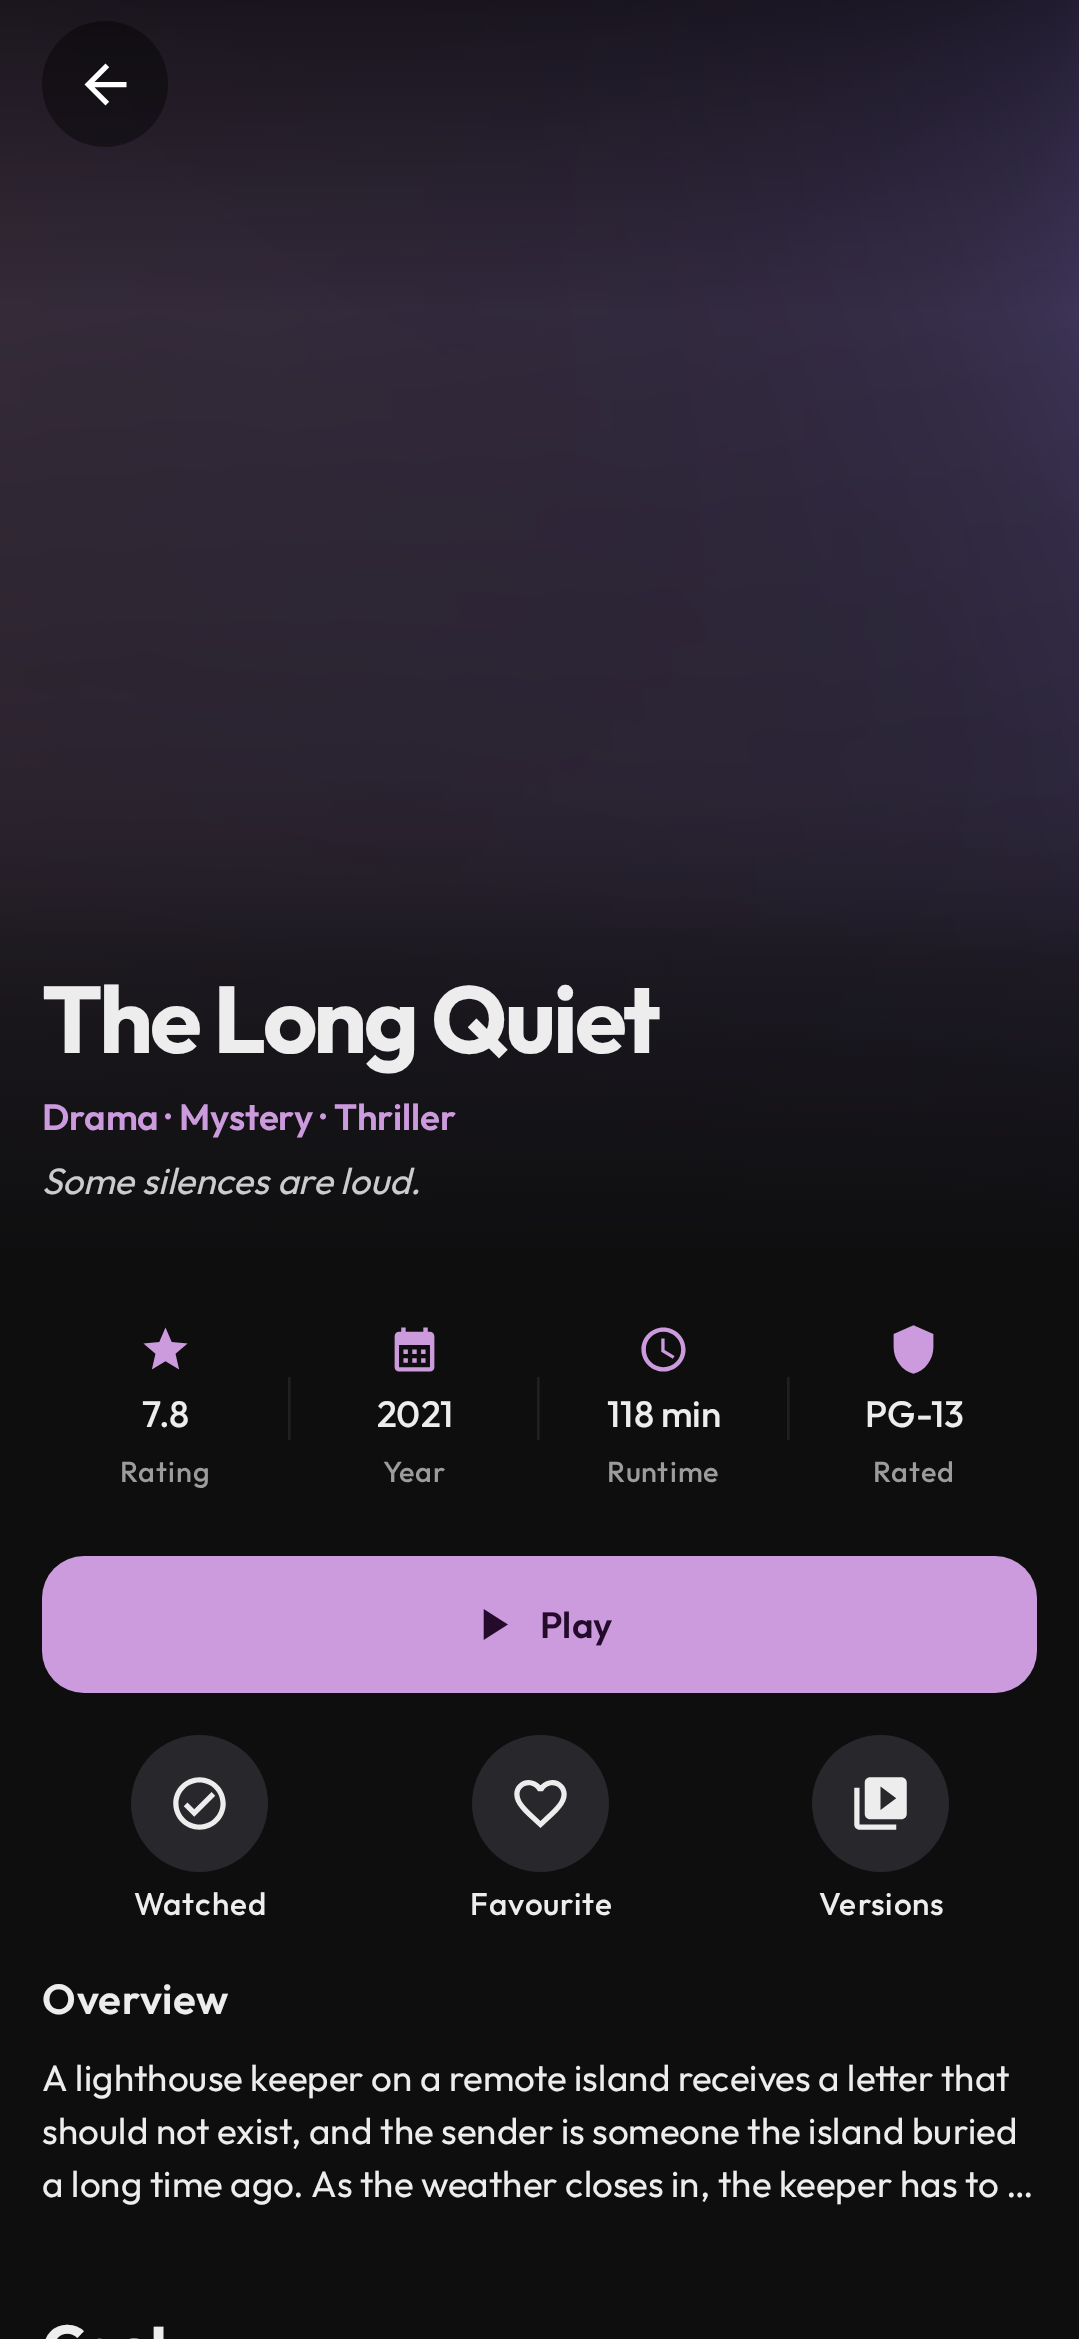 The Long Quiet
Drama · Mystery · Thriller
Some silences are loud.
7.8
2021
118 min
PG-13
Rating
Year
Runtime
Rated
Play
Watched
Favourite
Versions
Overview
A lighthouse keeper on a remote island receives a letter that
should not exist, and the sender is someone the island buried
a long time ago. As the weather closes in, the keeper has to ...